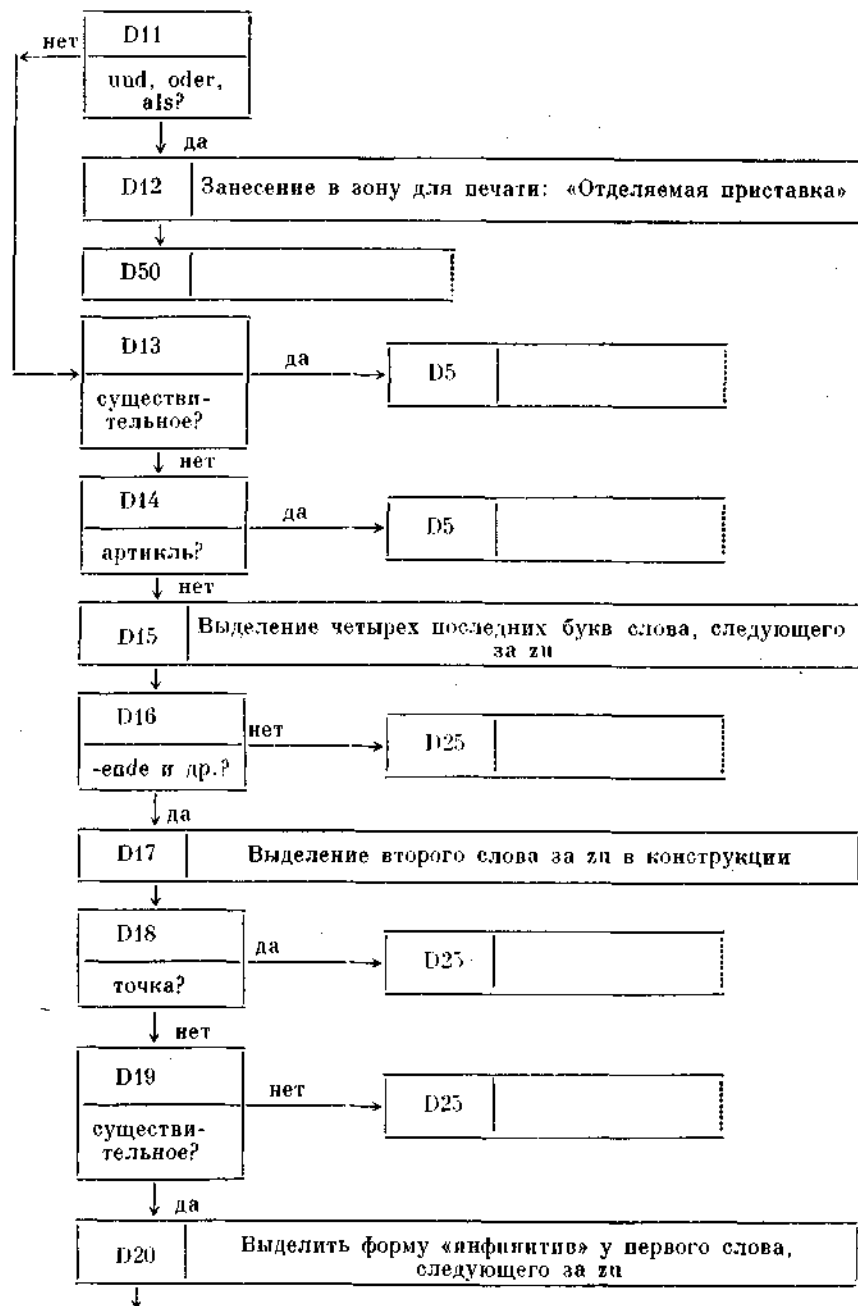 D11
нет
und, oder,
als?
да
D12 Занесение в зону для печати: «Отделяемая приставка»
D50
D13
да
D5
существи-
тельное?
нет
D14
да
D5
артикль?
нет
D15 Выделение четырех последних букв слова, следующего
за zu
D16
нет
D25
-ende и др.?
да
D17 Выделение второго слова за zu в конструкции
D18
да
D25
точка?
нет
D19
нет
D25
существи-
тельное?
да
D20 Выделить форму «инфинитив» у первого слова,
следующего за zu